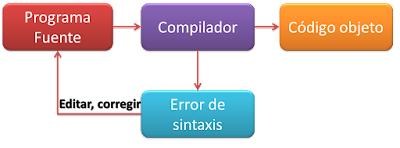 Programa
Fuente
Compilador
Código objeto
Editar, corregir
Error de
sintaxis